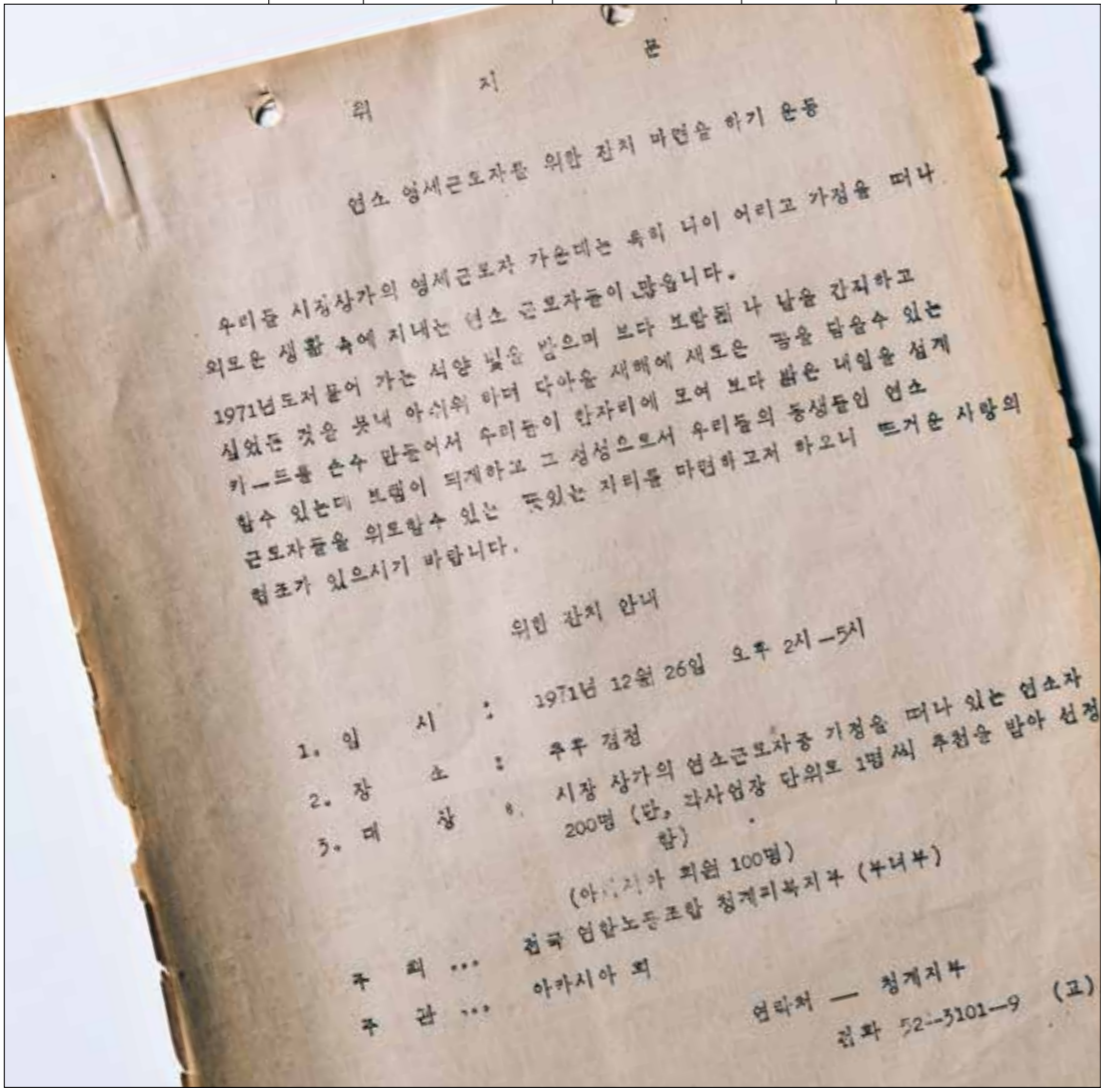 취 지 문
연소 영세근로자를 위한 잔치 마련을 하기 운동
우리들 시장상가의 영세근로자 가운데는 특히 나이 어리고 가정을 떠나
외로운 생활 속에 지내는 연소 근로자들이 많읍니다.
1971년도저물어 가는 석양 빛을 받으며 보다 보람된 나 날을 간직하고
싶었든 것을 못내 아쉬워 하며 닥아올 새해에 새로은 꿈을 담을수 있는
카ㅡ드를 손수 만들어서 우리들이 한자리에 모여 보다 밝은 내일을 설계
할수 있는데 보탬이 되게하고 그 정성으로서 우리들의 동생들인 연소
근로자들을 위로할수 있는 뜻있는 자리를 마련하고저 하오니 뜨거운 사랑의
협조가 있으시기 바랍니다.
위한 잔치 안내
1. 일 시 : 1971년 12월 26일 오후 2시 —5시
2. 장 소 : 추후 결정
3. 대 상 : 시장 상가의 연소근로자중 가정을 떠나 있는 연소자
200명 (단, 각사업장 단위로 1명씩 추천을 받아 선정
함)
(아카시아 회원 100명)
주 최 ... 전국 연합노동조합 청계피복지부 (부녀부)
주 관 ... 아카시아 회
연락처 — 청계지부
전화 52--3101—9 (교)